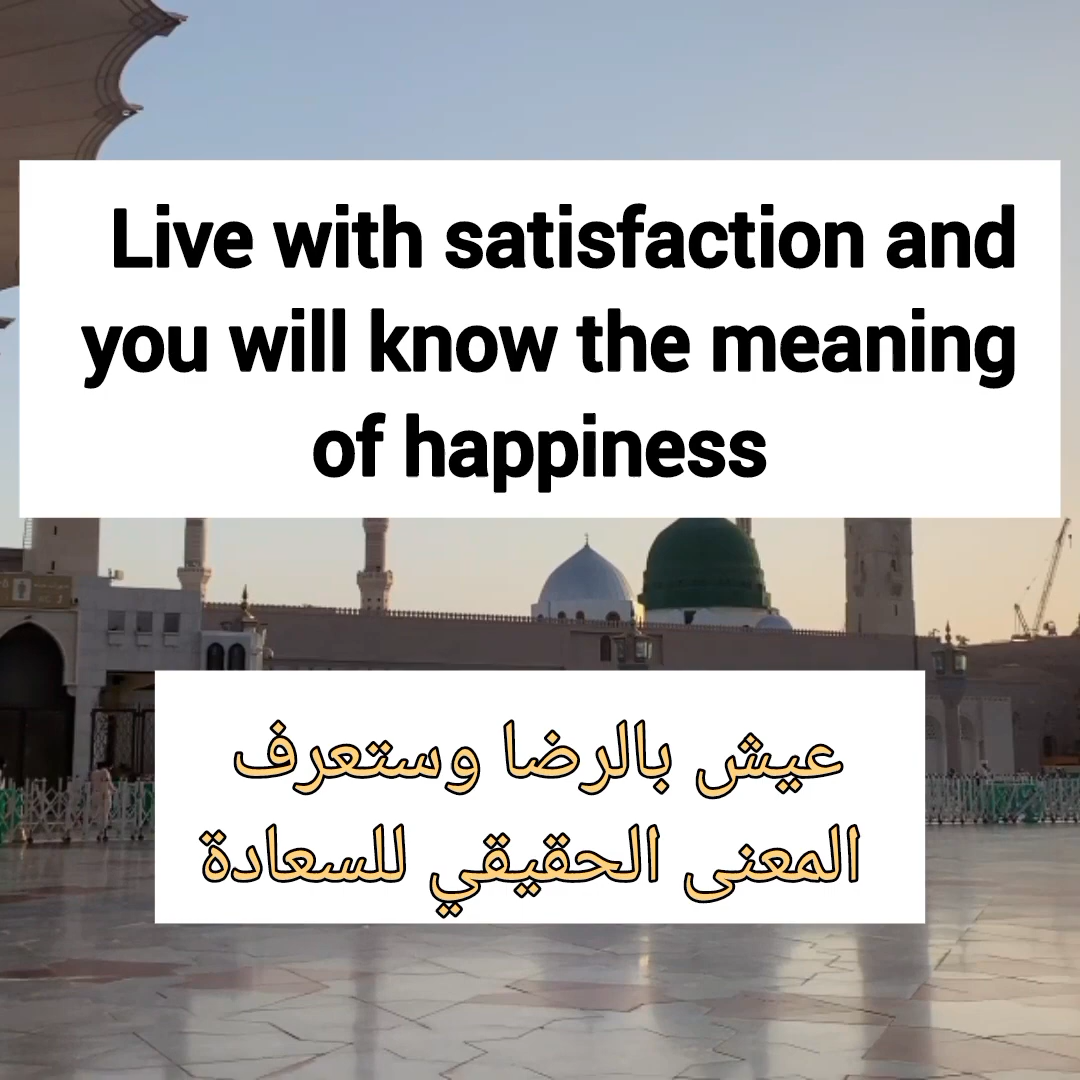 Live with satisfaction and
you will know the meaning
of happiness
عيش بالرضا وستعرف
المعنى الحقيقي للسعادة